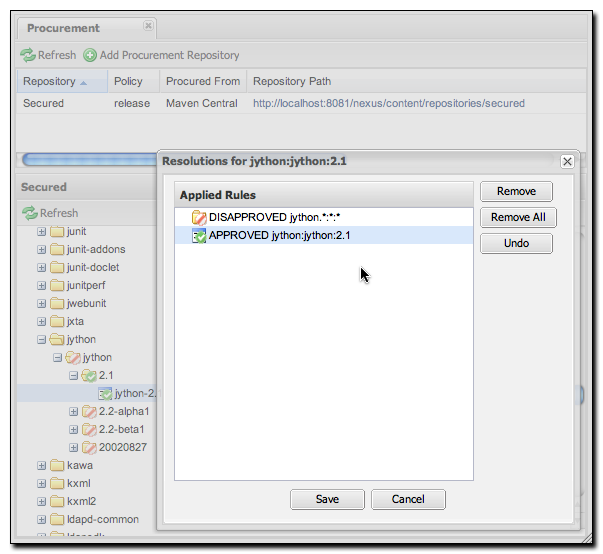 Procurement
Refresh Add Procurement Repository
Repository Policy Procured From Repository Path
Secured release Maven Central http://localhost:8081/nexus/content/repositories/secured
Resolutions for jython:jython:2.1
Secured
Refresh
junit
junit-addons
junit-doclet
junitperf
jwebunit
jxta
jython
jython
2.1
jython-2.1
2.2-alpha1
2.2-beta1
20020827
kawa
kxml
kxml2
ldapd-common
Applied Rules
DISAPPROVED jython.*:*:*
APPROVED jython:jython:2.1
Remove
Remove All
Undo
Save Cancel